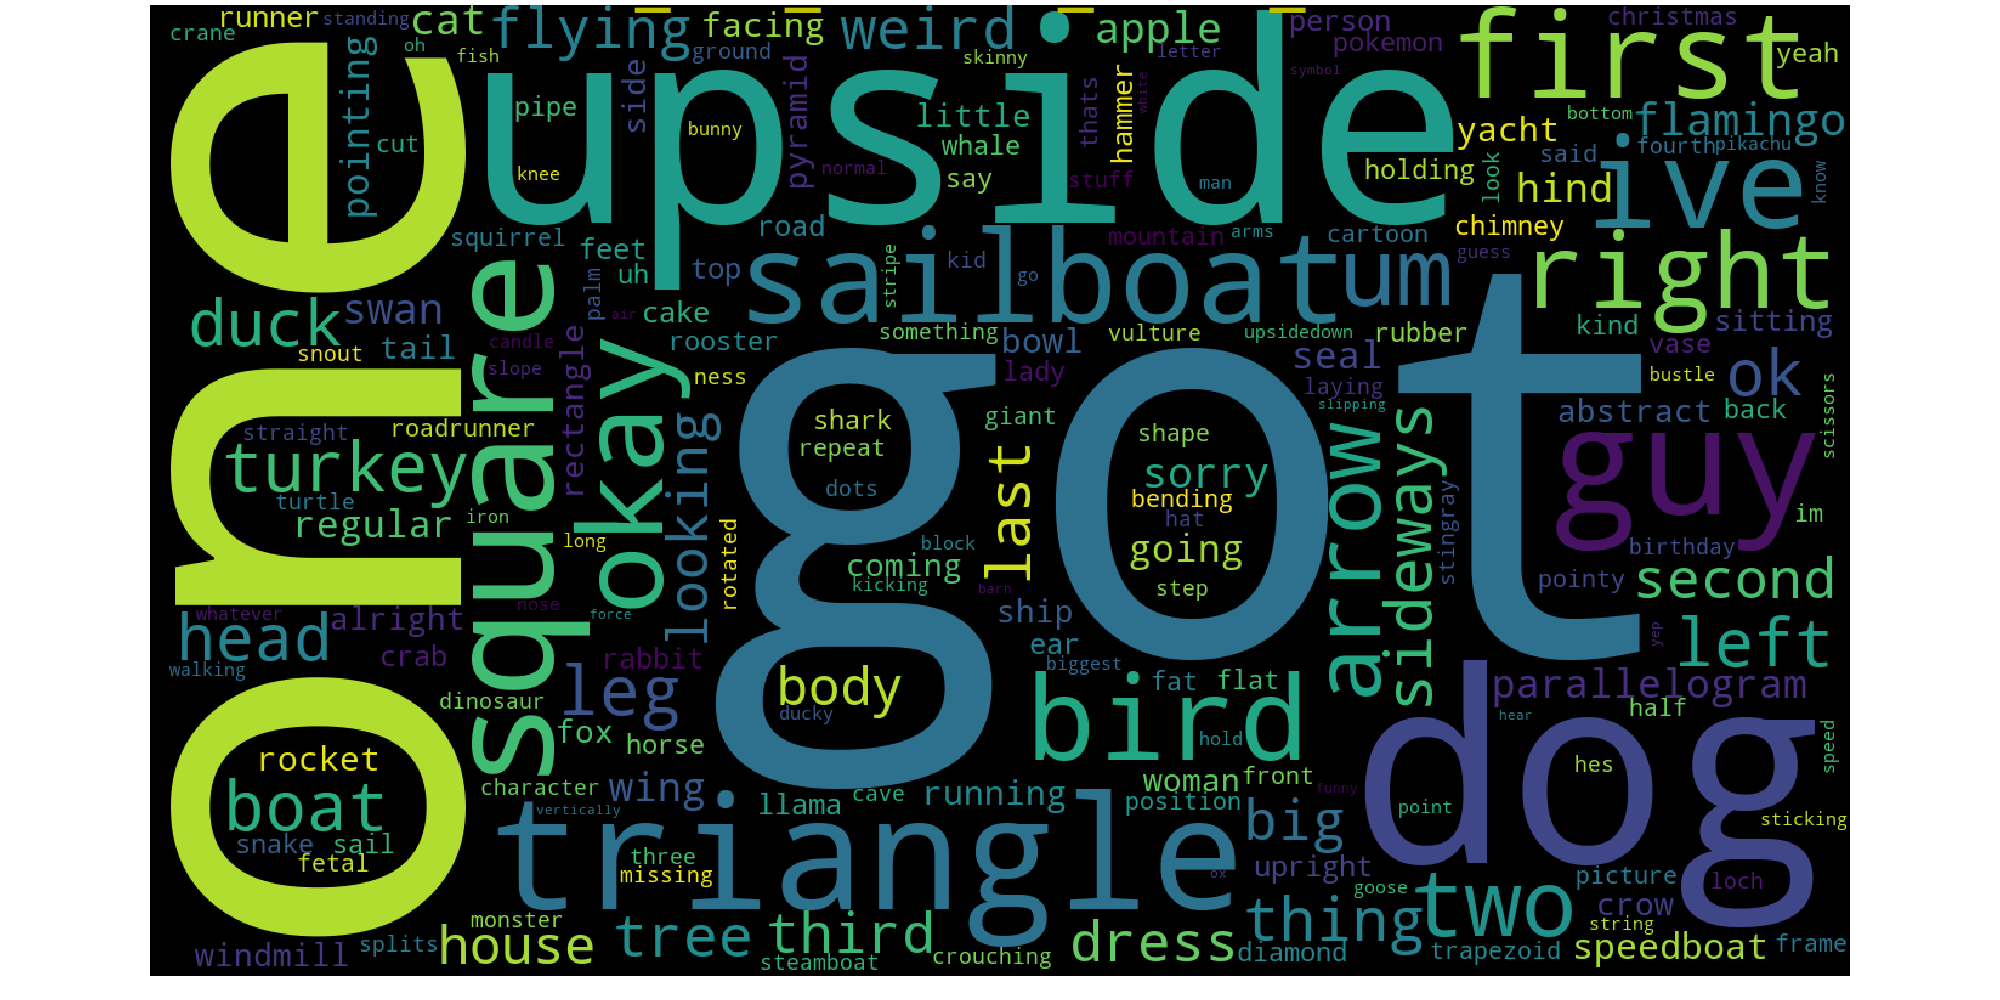 crane
runner
standing
cat
oh
fish
flying
facing
ground
weird
skinny
apple
letter
person
pokemon
symbol
christmas
first
yeah
pointing
cut
one
upside
pipe
knee
side
bunny
pyramid
normal
little
whale
say
thats
stuff
hammer
white
man
holding
yacht
look
bottom
flamingo
said
fourth
pikachu
hind
ive
know
squirrel
feet
uh
top
road
sailboat
kid
go
stripe
mountain
arms
um
cartoon
chimney
guess
right
duck
swan
snout
tail
square
palm
air
cake
rooster
candle
slope
rectangle
okay
ness
something
bowl
lady
vulture
upsidedown
seal
rubber
laying
slipping
kind
sitting
vase
bustle
ok
abstract
back
scissors
straight
roadrunner
turkey
turtle
regular
iron
long
looking
rotated
got
shark
repeat
dots
giant
last
shape
sorry
bending
hat
going
step
block
coming
kicking
barn
arrow
sideways
stingray
guy
im
birthday
pointy
second
whatever
head
alright
nose
force
walking
crab
rabbit
leg
dinosaur
ship
ear
biggest
body
ducky
fat
flat
bird
hold
yep
left
parallelogram
half
hear
dog
speed
rocket
boat
snake
sail
fetal
fox
horse
character
wing
vertically
llama
cave
running
woman
front
position
funny
big
point
hes
sticking
triangle
three
missing
ox
upright
goose
two
picture
loch
crow
string
windmill
splits
monster
house
tree
third
steamboat
crouching
dress
thing
diamond
trapezoid
speedboat
frame